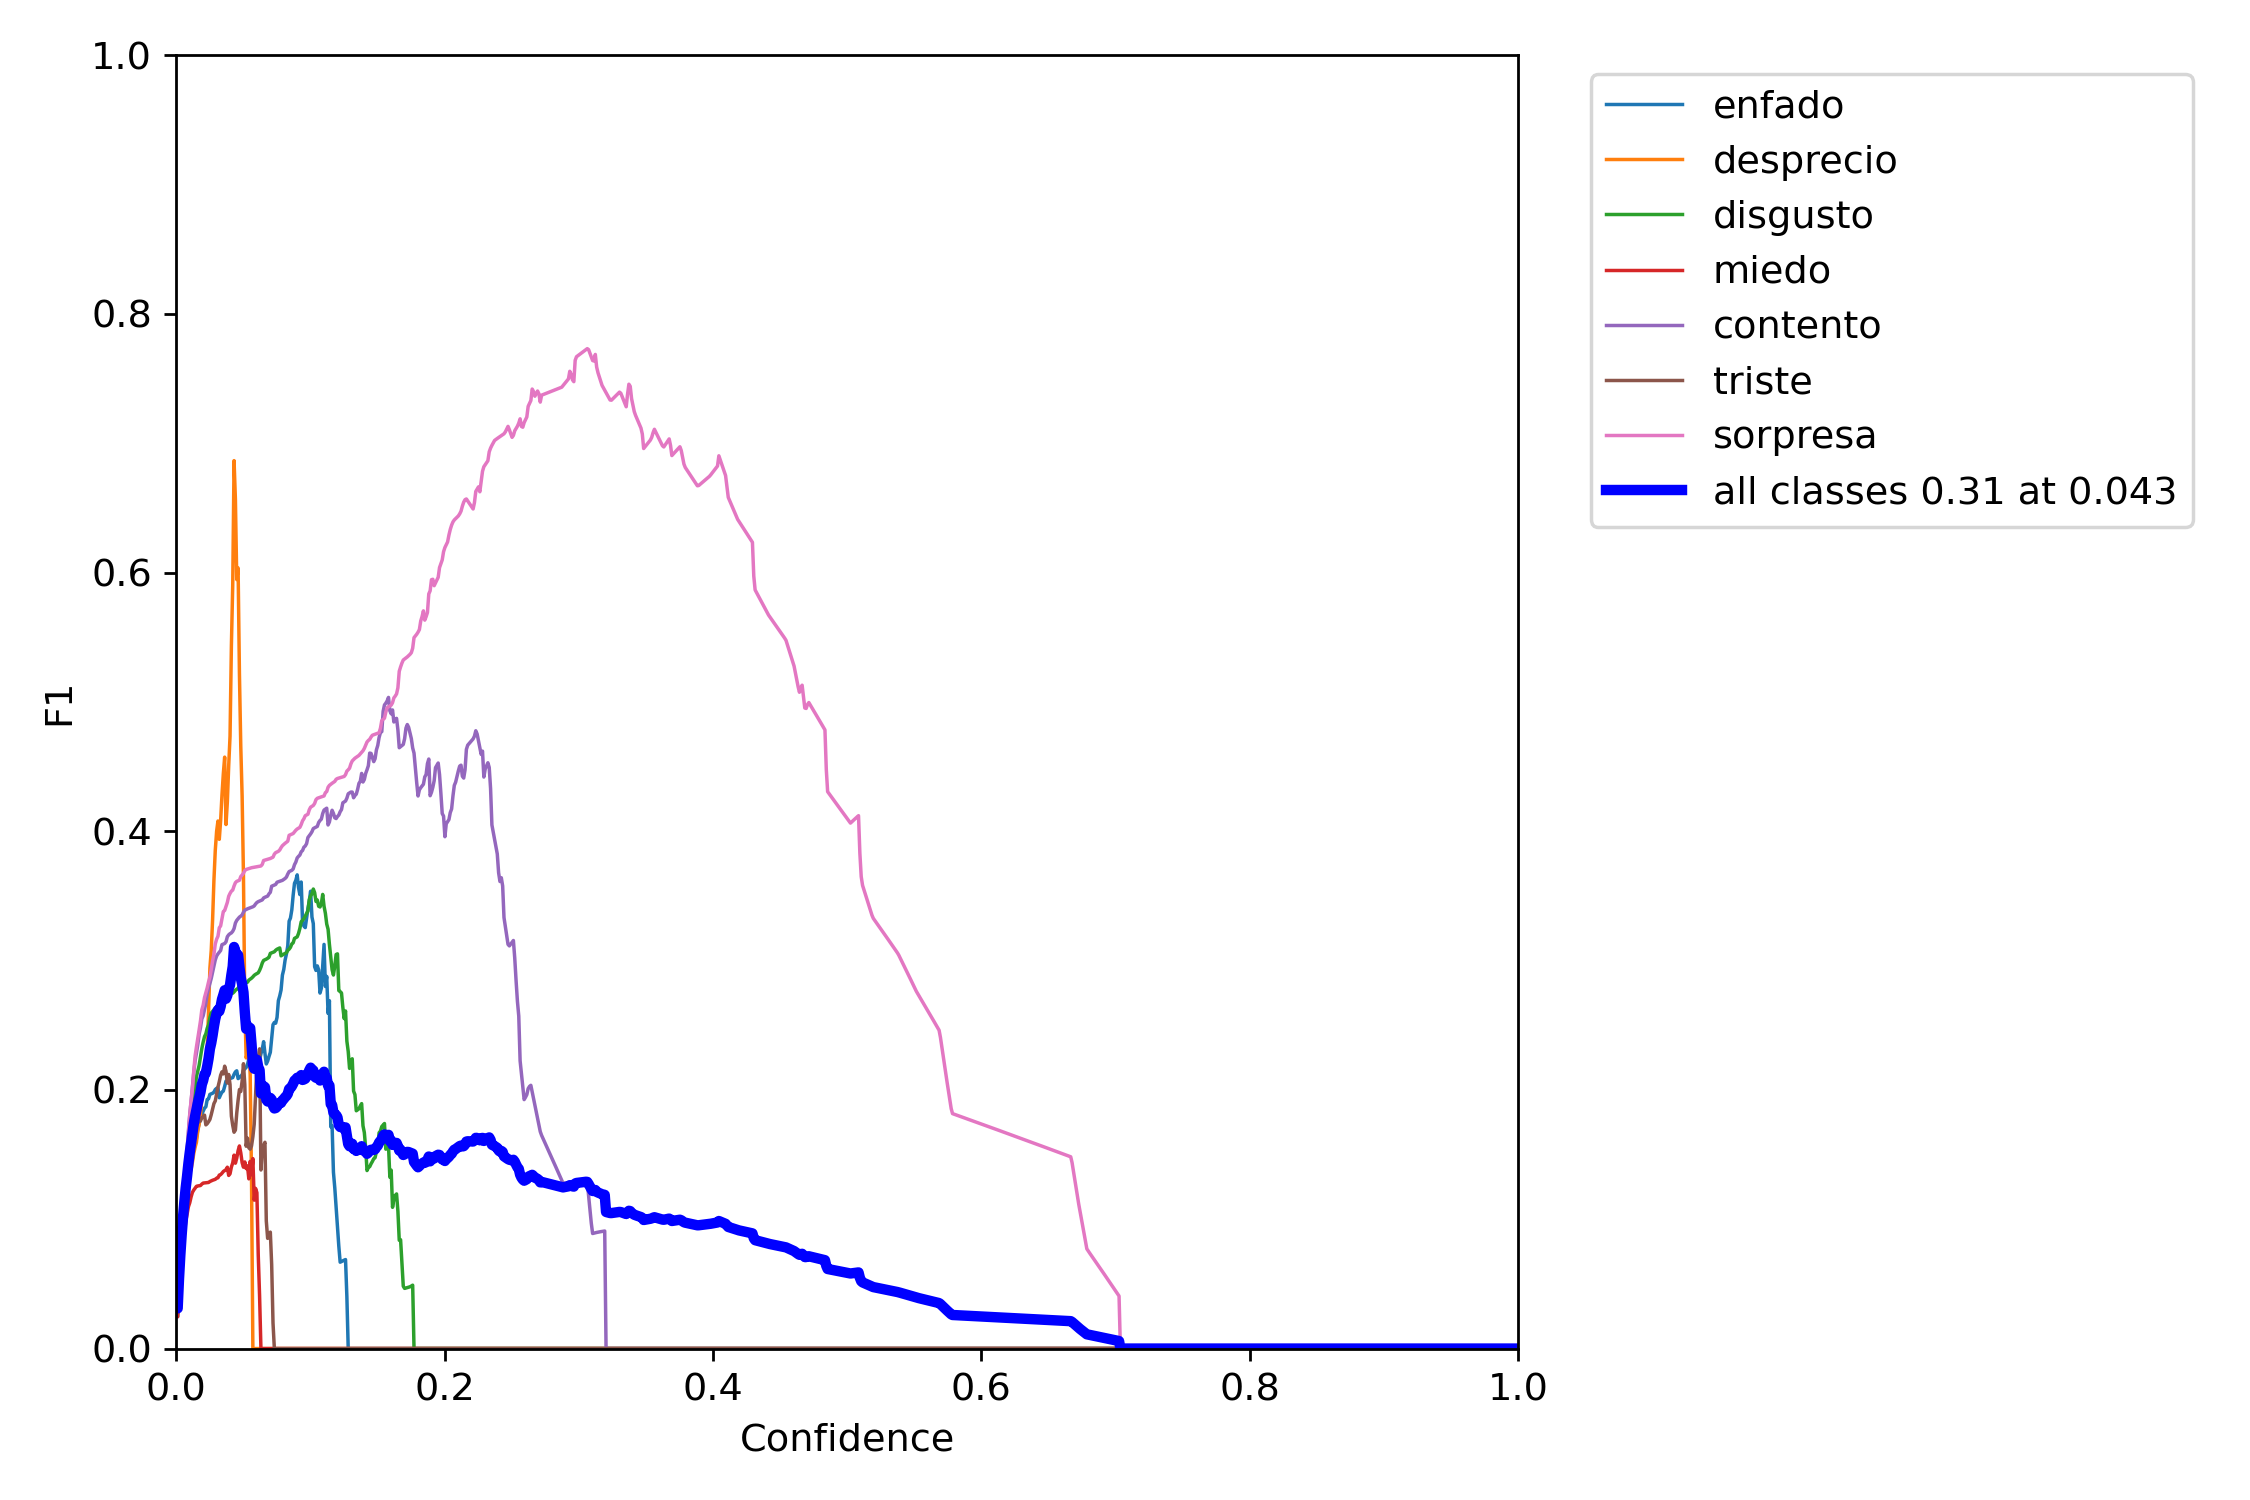 1.0
0.8
0.6
0.4
0.2
0.0
F1
0.0 0.2 0.4 0.6 0.8 1.0
Confidence
enfado
desprecio
disgusto
miedo
contento
triste
sorpresa
all classes 0.31 at 0.043